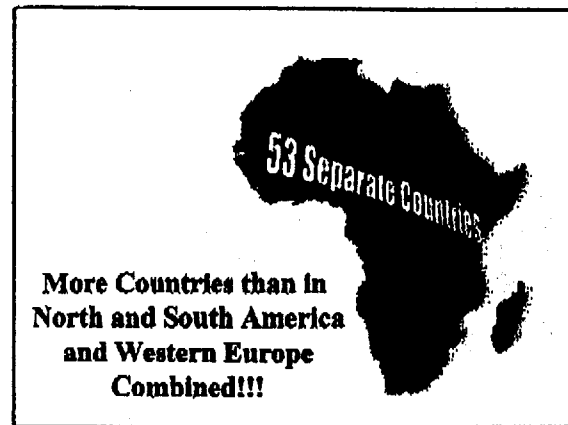 53 Separate Countries
More Countries than in
North and South America
and Western Europe
Combined!!!